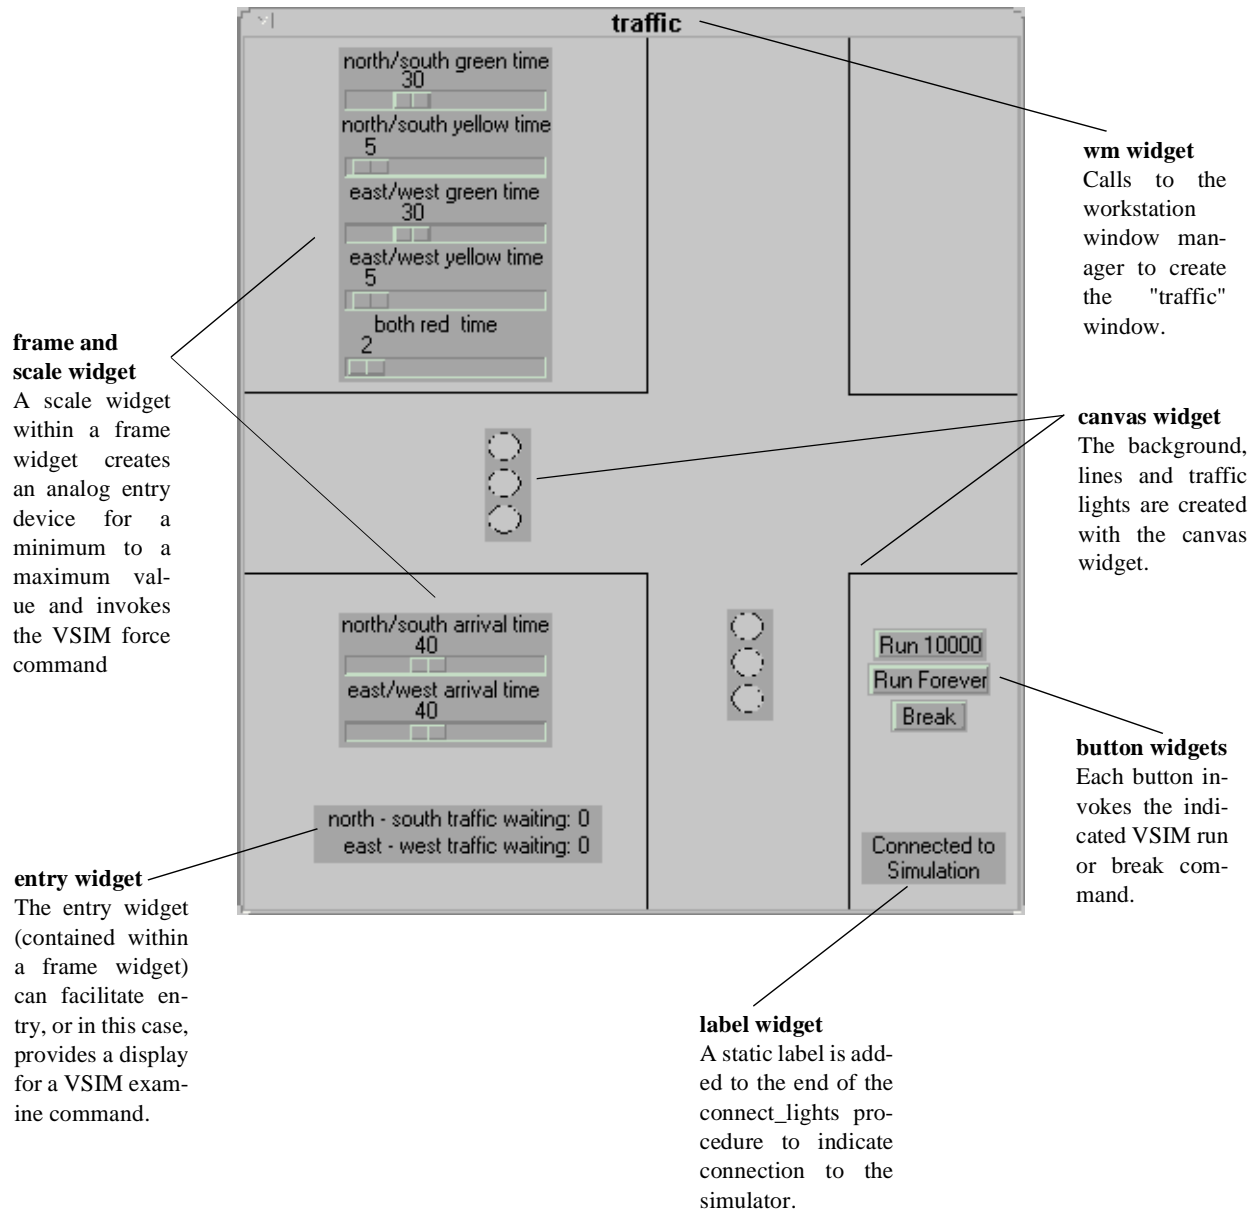 traffic
north/south green time
30
north/south yellow time
5
east/west green time
30
east/west yellow time
5
both red time
2
wm widget
Calls to the
workstation
window man-
ager to create
the "traffic"
window.
frame and
scale widget
A scale widget
within a frame
widget creates
an analog entry
device for a
minimum to a
maximum val-
ue and invokes
the VSIM force
command
canvas widget
The background,
lines and traffic
lights are created
with the canvas
widget.
north/south arrival time
40
east/west arrival time
40
Run 10000
Run Forever
Break
button widgets
Each button in-
vokes the indi-
cated VSIM run
or break com-
mand.
north - south traffic waiting: 0
east - west traffic waiting: 0
Connected to
Simulation
entry widget
The entry widget
(contained within
a frame widget)
can facilitate en-
try, or in this case,
provides a display
for a VSIM exam-
ine command.
label widget
A static label is add-
ed to the end of the
connect_lights pro-
cedure to indicate
connection to the
simulator.